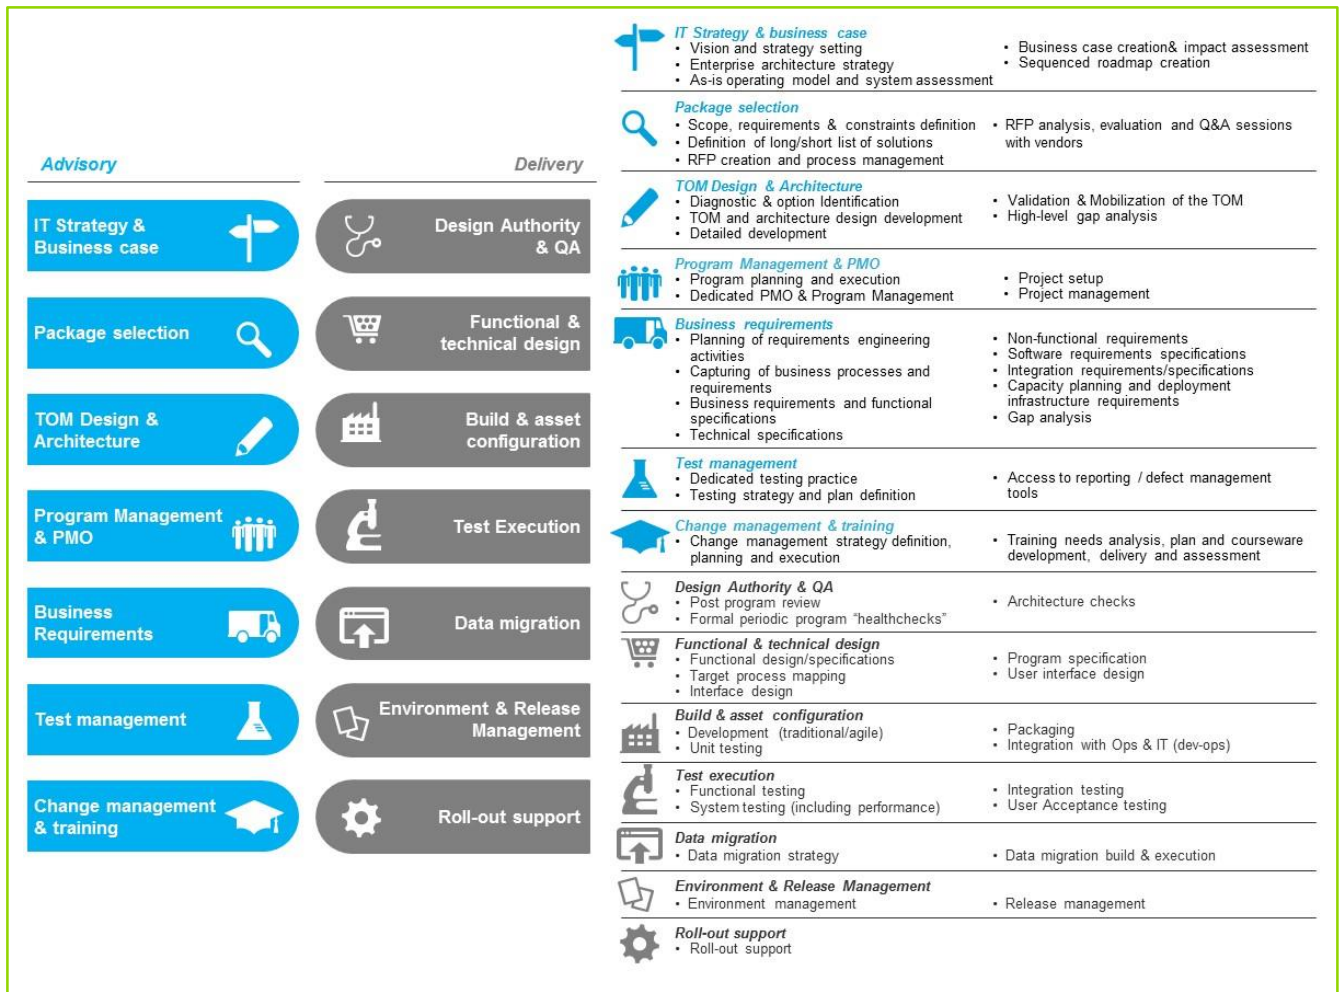 Advisory
Delivery
IT Strategy &
Business case
Design Authority
& QA
Package selection
Functional &
technical design
TOM Design &
Architecture
Build & asset
configuration
Program Management
& PMO
Test Execution
Business
Requirements
Data migration
Test management
Environment & Release
Management
Change management
& training
Roll-out support
IT Strategy & business case
• Vision and strategy setting
• Enterprise architecture strategy
• As-is operating model and system assessment
• Business case creation& impact assessment
• Sequenced roadmap creation
Package selection
• Scope, requirements & constraints definition
• Definition of long/short list of solutions
• RFP creation and process management
• RFP analysis, evaluation and Q&A sessions
with vendors
TOM Design & Architecture
• Diagnostic & option Identification
• TOM and architecture design development
• Detailed development
• Validation & Mobilization of the TOM
• High-level gap analysis
Program Management & PMO
• Program planning and execution
• Dedicated PMO & Program Management
• Project setup
• Project management
Business requirements
• Planning of requirements engineering
activities
• Capturing of business processes and
requirements
• Business requirements and functional
specifications
• Technical specifications
• Non-functional requirements
• Software requirements specifications
• Integration requirements/specifications
• Capacity planning and deployment
infrastructure requirements
• Gap analysis
Test management
• Dedicated testing practice
• Testing strategy and plan definition
• Access to reporting / defect management
tools
Change management & training
• Change management strategy definition,
planning and execution
• Training needs analysis, plan and courseware
development, delivery and assessment
Design Authority & QA
• Post program review
• Formal periodic program “healthchecks”
• Architecture checks
Functional & technical design
• Functional design/specifications
• Target process mapping
• Interface design
• Program specification
• User interface design
Build & asset configuration
• Development (traditional/agile)
• Unit testing
• Packaging
• Integration with Ops & IT (dev-ops)
Test execution
• Functional testing
• System testing (including performance)
• Integration testing
• User Acceptance testing
Data migration
• Data migration strategy
• Data migration build & execution
Environment & Release Management
• Environment management
• Release management
Roll-out support
• Roll-out support